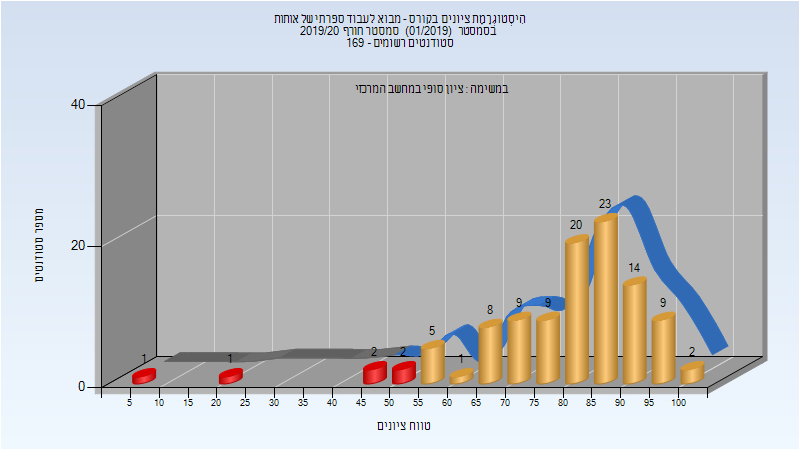 היסטוגרמת ציונים בקורס - מבוא לעבוד ספרתי של אותות
בסמסטר (01/2019) סמסטר חורף 2019/20
סטודנטים רשומים - 169
במשימה : ציון סופי במחשב המרכזי
מספר סטודנטים
40
20
0
1
1
2
2
5
1
8
9
9
20
23
14
9
2
5 10 15 20 25 30 35 40 45 50 55 60 65 70 75 80 85 90 95 100
טווח ציונים